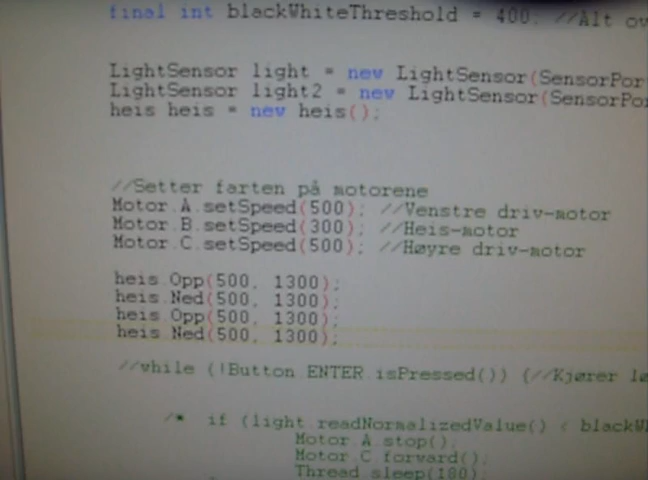 final int blackWhiteThreshold = 400; //Alt ov
LightSensor light = new LightSensor(SensorPor
LightSensor light2 = new LightSensor(SensorPo
heis heis = new heis();
//Setter farten på motorene
Motor.A.setSpeed(500); //Venstre driv-motor
Motor.B.setSpeed(300); //Heis-motor
Motor.C.setSpeed(500); //Høyre driv-motor
heis.Opp(500, 1300);
heis.Ned(500, 1300);
heis.Opp(500, 1300);
heis.Ned(500, 1300);
//while (!Button.ENTER.isPressed()) {//Kjører lø
/* if (light.readNormalizedValue() < blackW
Motor.A.stop();
Motor.C.forward();
Thread.sleep(180);